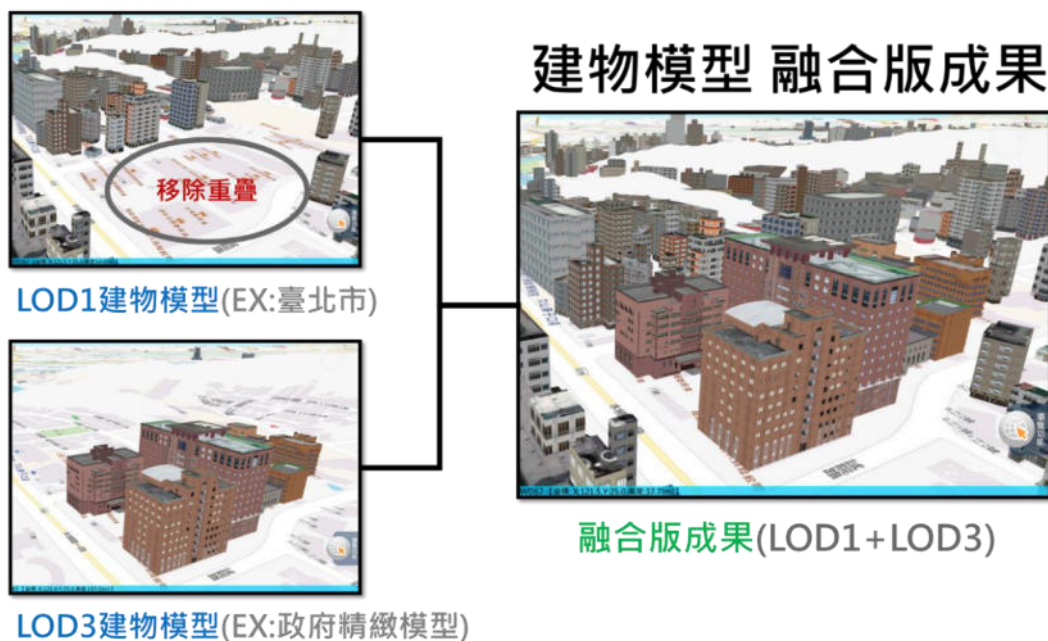 建物模型 融合版成果
移除重疊
LOD1建物模型(EX:臺北市)
LOD3建物模型(EX:政府精緻模型)
融合版成果(LOD1+LOD3)